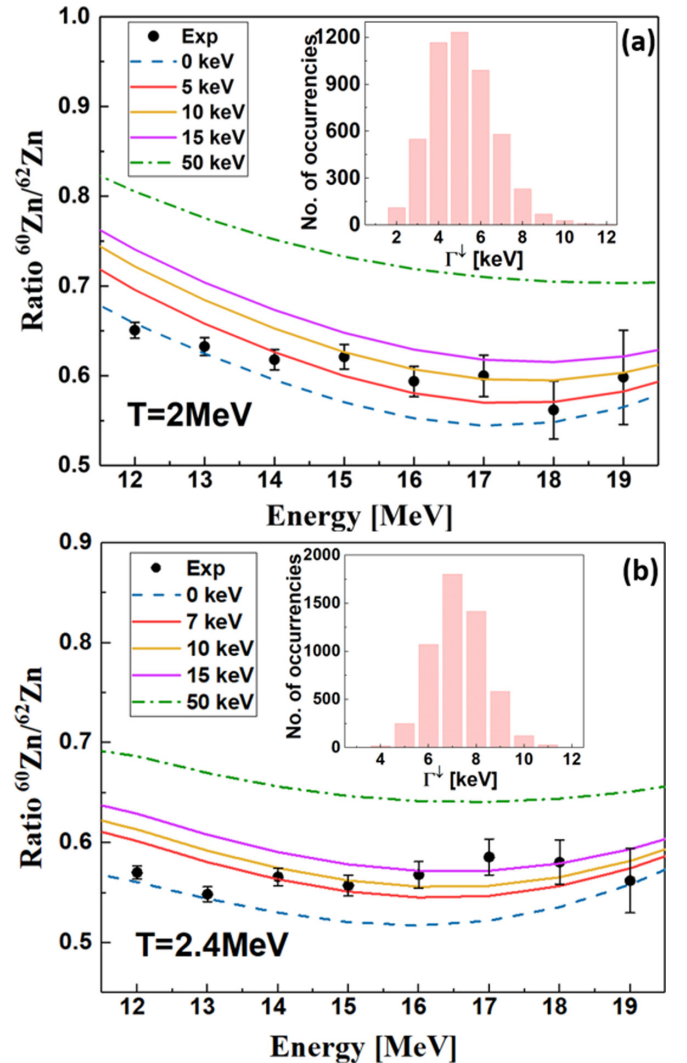 1.0
0.9
0.8
0.7
0.6
0.5
Ratio ⁶⁰Zn/⁶²Zn
Exp
0 keV
5 keV
10 keV
15 keV
50 keV
(a)
1200
900
600
300
0
No. of occurrencies
2 4 6 8 10 12
Γ↓ [keV]
T=2MeV
12 13 14 15 16 17 18 19
Energy [MeV]
0.9
0.8
0.7
0.6
0.5
Ratio ⁶⁰Zn/⁶²Zn
Exp
0 keV
7 keV
10 keV
15 keV
50 keV
(b)
2000
1500
1000
500
0
No. of occurrencies
4 6 8 10 12
Γ↓ [keV]
T=2.4MeV
12 13 14 15 16 17 18 19
Energy [MeV]